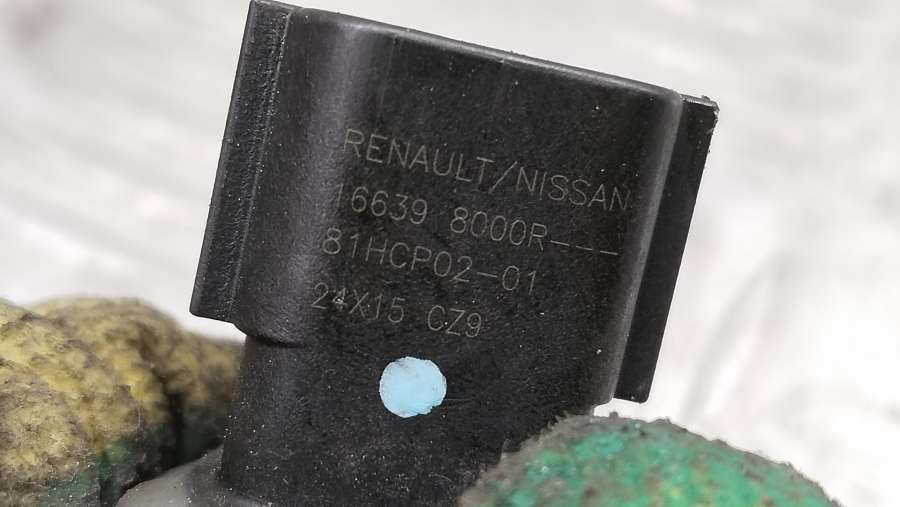 RENAULT/NISSAN
16639 8000R---
81HCP02-01
24X15 CZ9